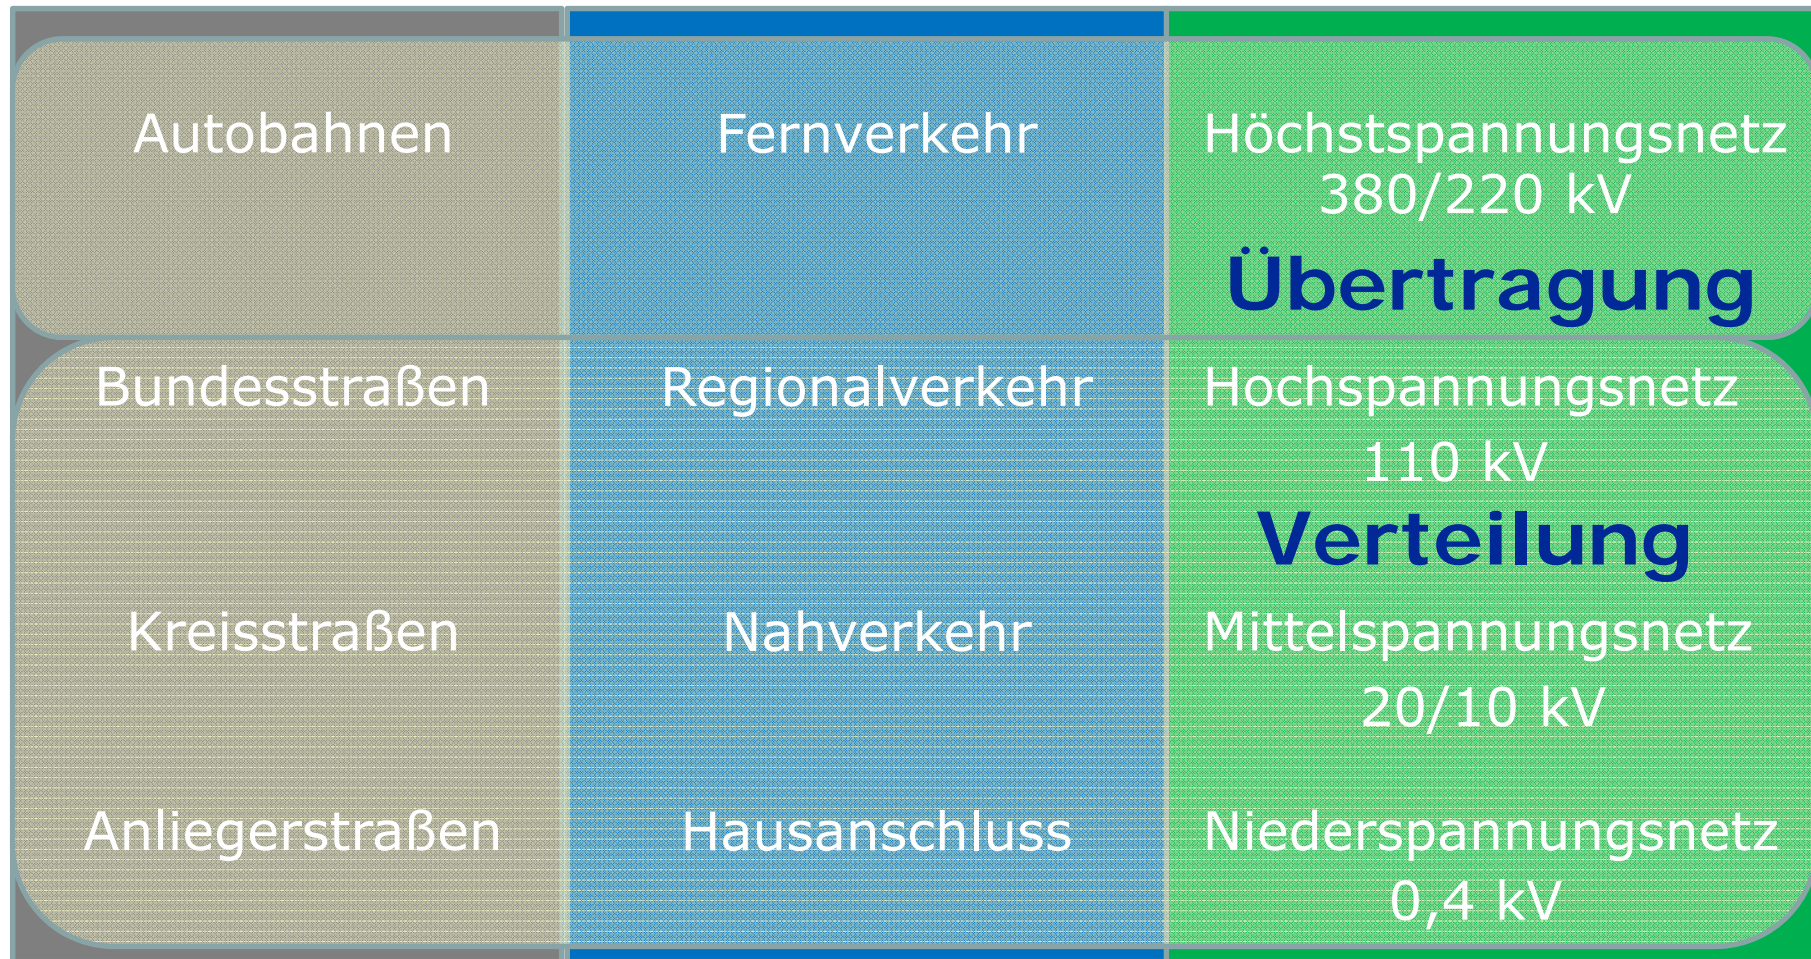 Autobahnen
Fernverkehr
Höchstspannungsnetz
380/220 kV
Übertragung
Bundesstraßen
Regionalverkehr
Hochspannungsnetz
110 kV
Verteilung
Kreisstraßen
Nahverkehr
Mittelspannungsnetz
20/10 kV
Anliegerstraßen
Hausanschluss
Niederspannungsnetz
0,4 kV